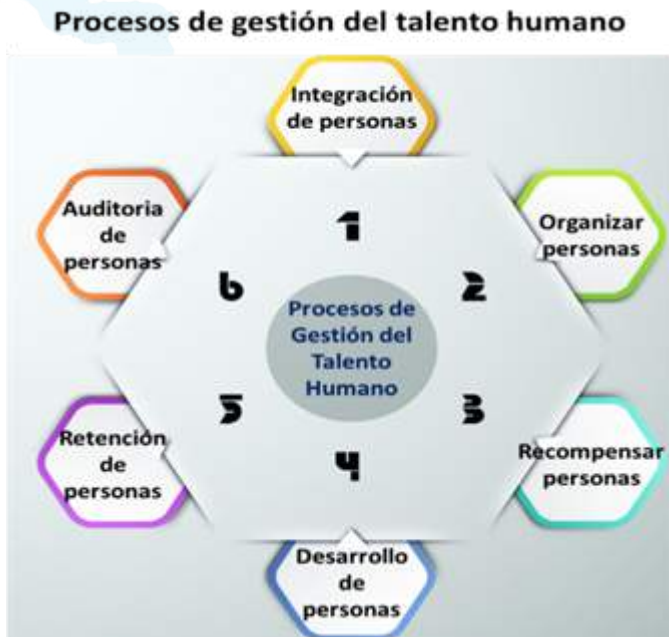 Procesos de gestión del talento humano
Integración
de personas
1
Organizar
personas
2
Recompensar
personas
3
Desarrollo
de
personas
4
Retención
de
personas
5
Auditoria
de
personas
6
Procesos de
Gestión del
Talento
Humano